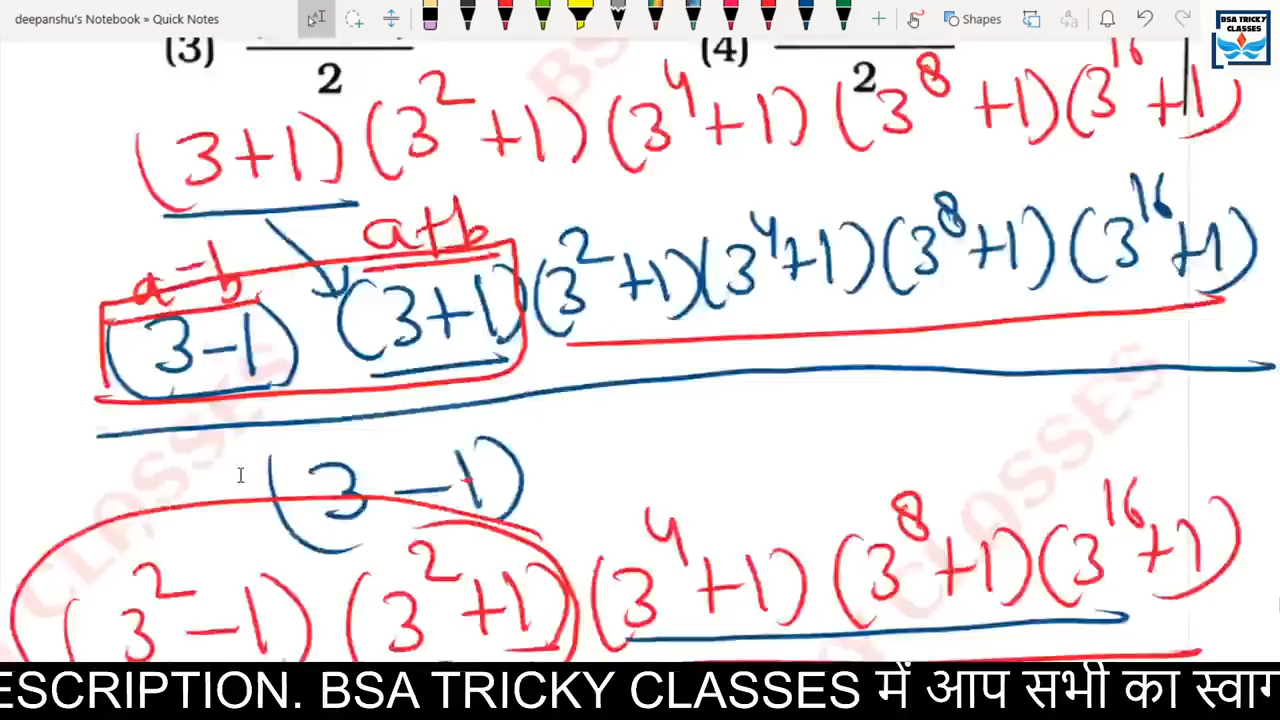 deepanshu's Notebook » Quick Notes
Shapes
BSA TRICKY
CLASSES
(3) 2 (4) 2
(3+1) (3²+1) (3⁴+1) (3⁸+1) (3¹⁶+1)
a-b a+b
(3-1) (3+1) (3²+1) (3⁴+1) (3⁸+1) (3¹⁶+1)
(3-1)
(3²-1) (3²+1) (3⁴+1) (3⁸+1) (3¹⁶+1)
ESCRIPTION. BSA TRICKY CLASSES में आप सभी का स्वाग